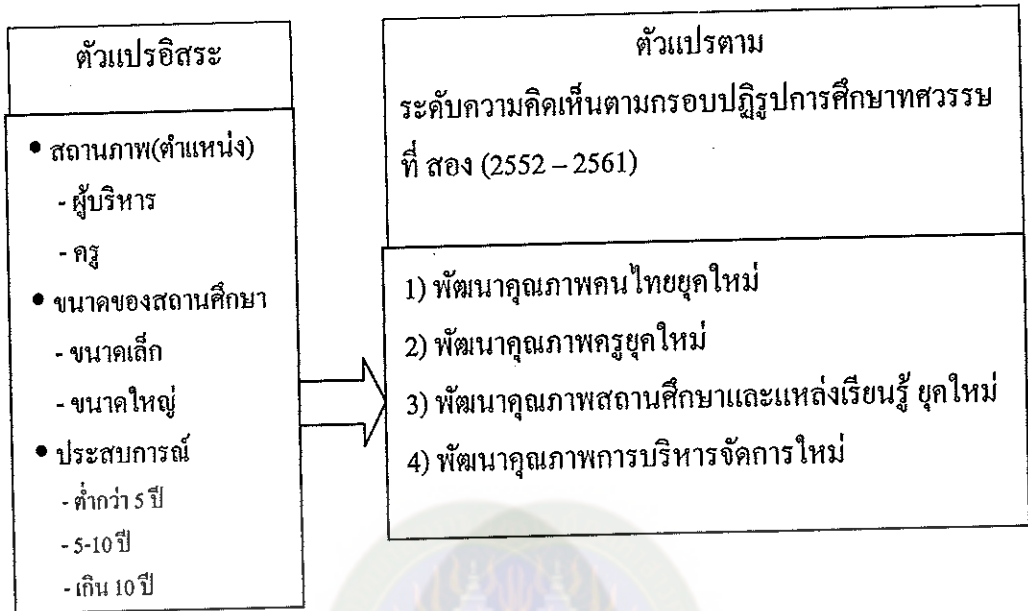 ตัวแปรอิสระ
• สถานภาพ(ตำแหน่ง)
- ผู้บริหาร
- ครู
• ขนาดของสถานศึกษา
- ขนาดเล็ก
- ขนาดใหญ่
• ประสบการณ์
- ต่ำกว่า 5 ปี
- 5-10 ปี
- เกิน 10 ปี
ตัวแปรตาม
ระดับความคิดเห็นตามกรอบปฏิรูปการศึกษาทศวรรษ
ที่ สอง (2552 – 2561)
1) พัฒนาคุณภาพคนไทยยุคใหม่
2) พัฒนาคุณภาพครูยุคใหม่
3) พัฒนาคุณภาพสถานศึกษาและแหล่งเรียนรู้ ยุคใหม่
4) พัฒนาคุณภาพการบริหารจัดการใหม่